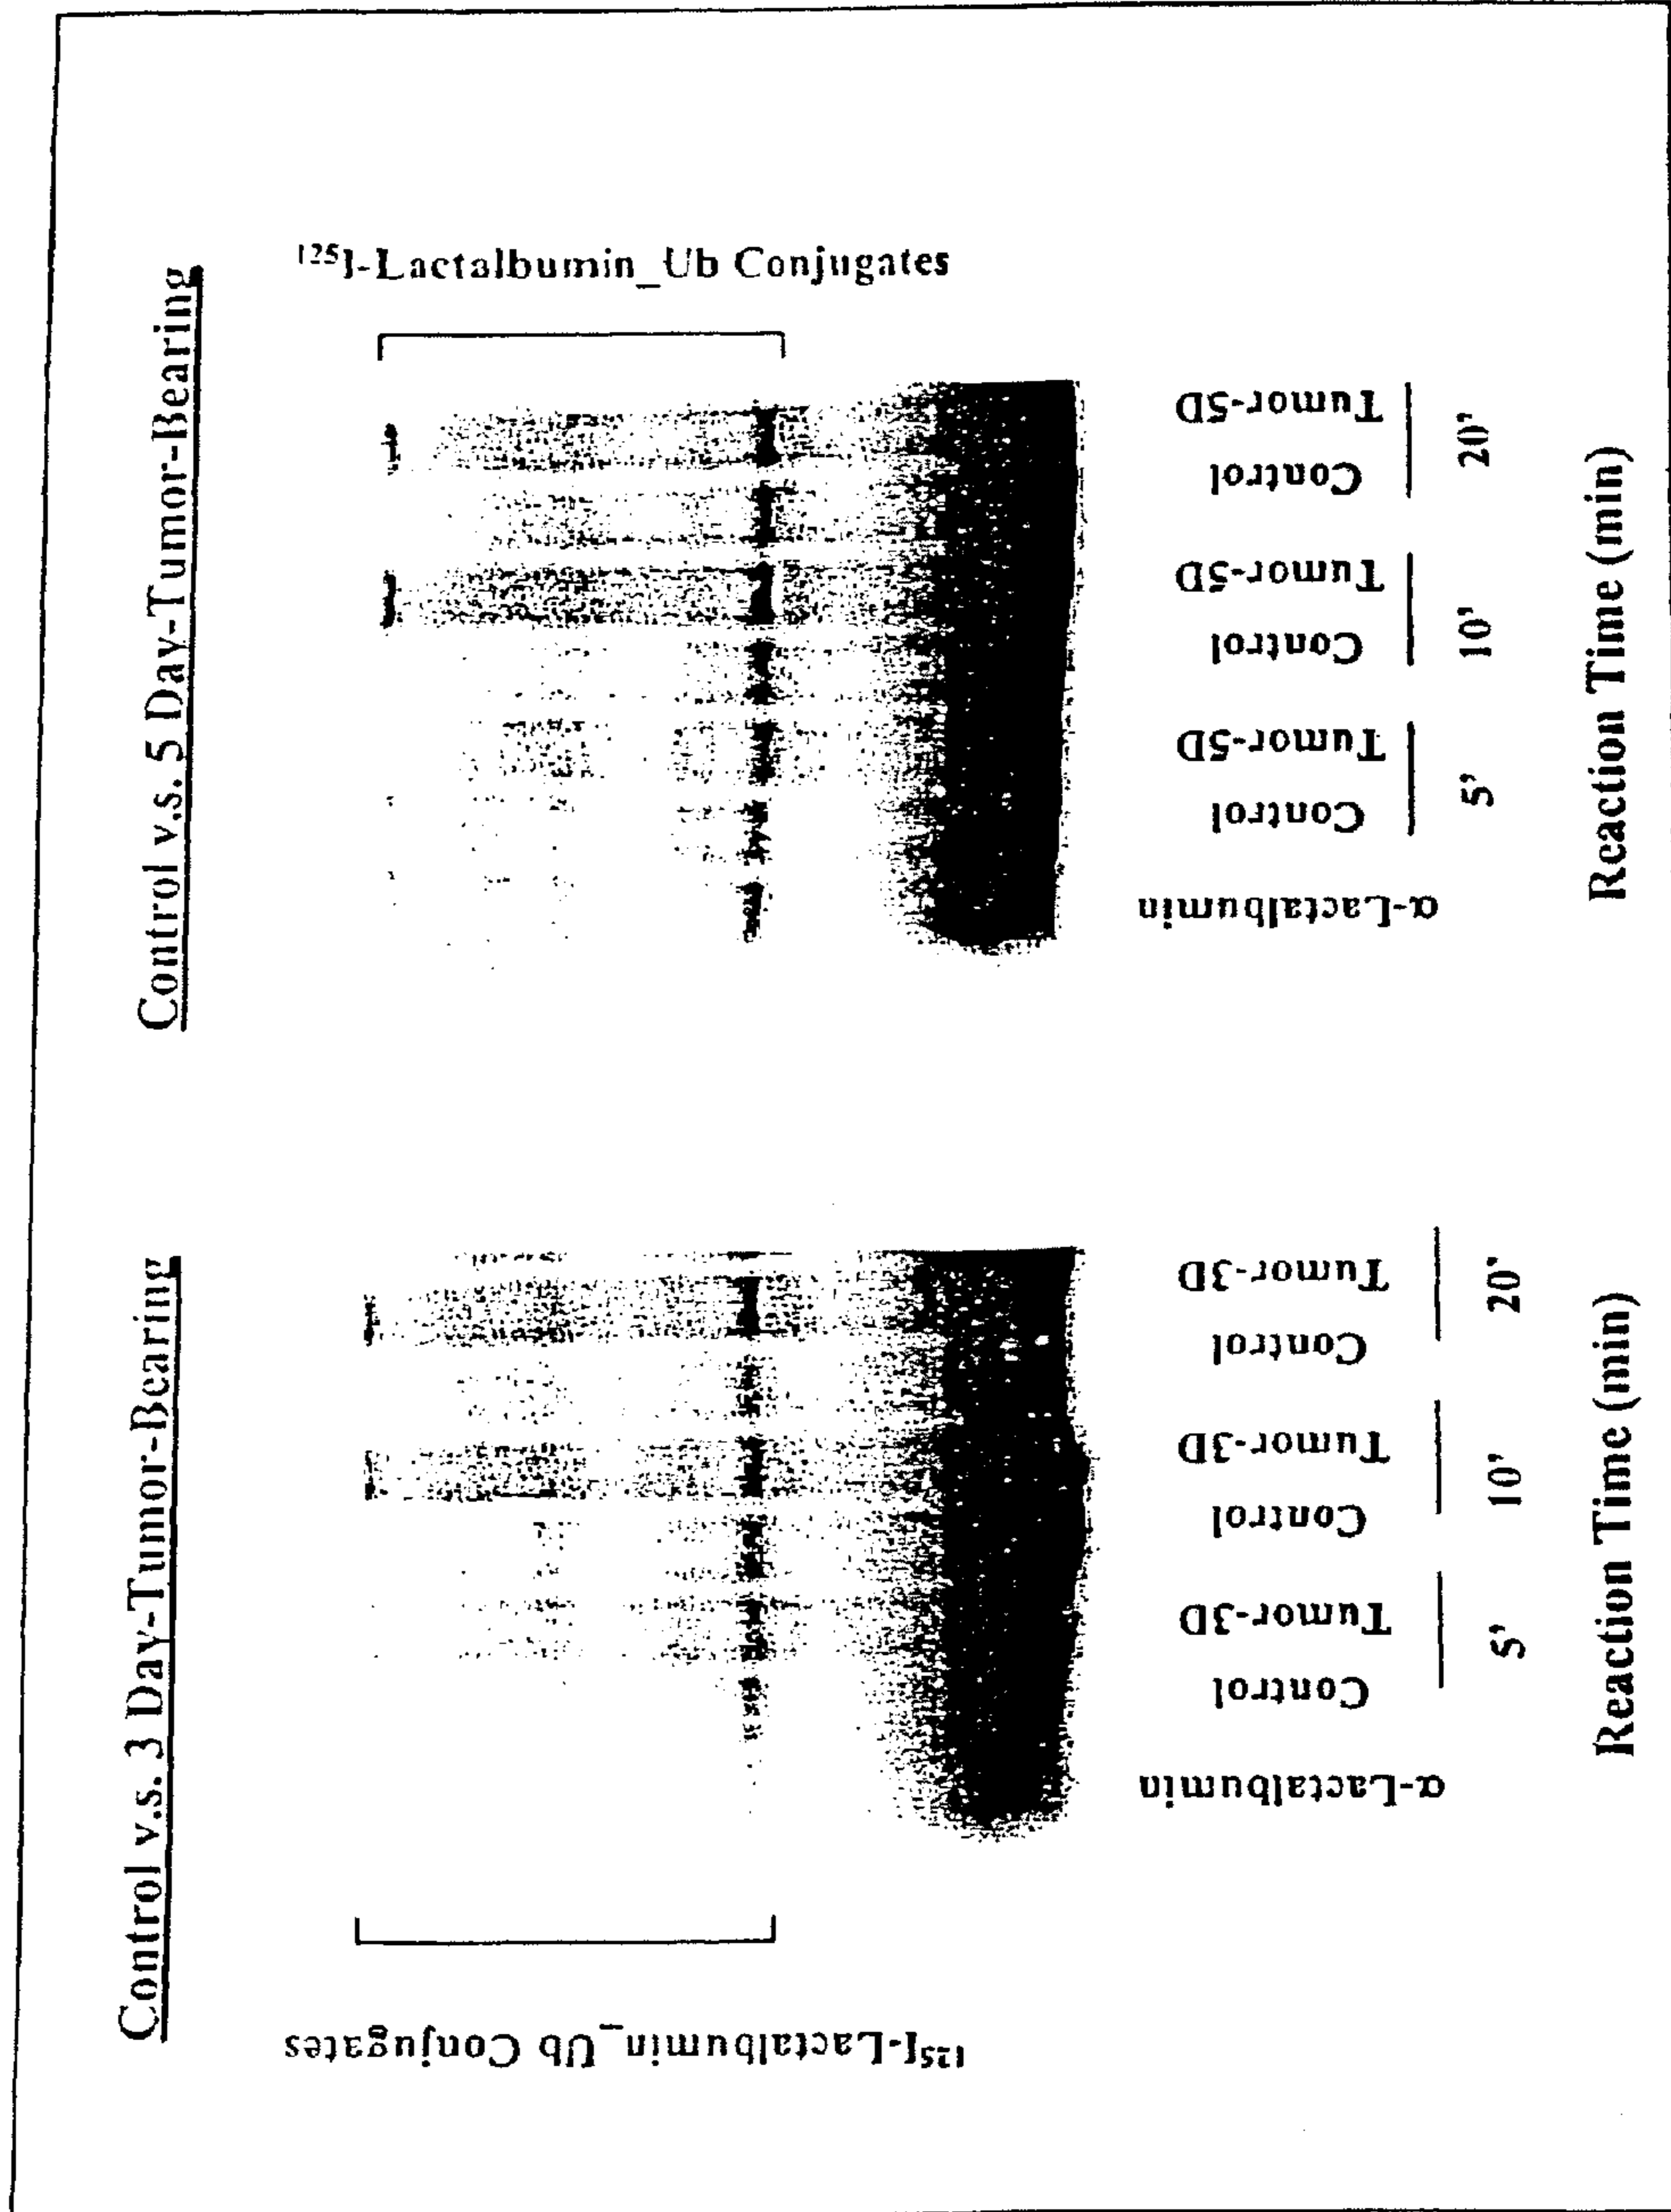 Control v.s. 3 Day-Tumor-Bearing
¹²⁵I-Lactalbumin_Ub Conjugates
α-Lactalbumin
Control
Tumor-3D
Control
Tumor-3D
Control
Tumor-3D
5'
10'
20'
Reaction Time (min)
Control v.s. 5 Day-Tumor-Bearing
¹²⁵I-Lactalbumin_Ub Conjugates
α-Lactalbumin
Control
Tumor-5D
Control
Tumor-5D
Control
Tumor-5D
5'
10'
20'
Reaction Time (min)